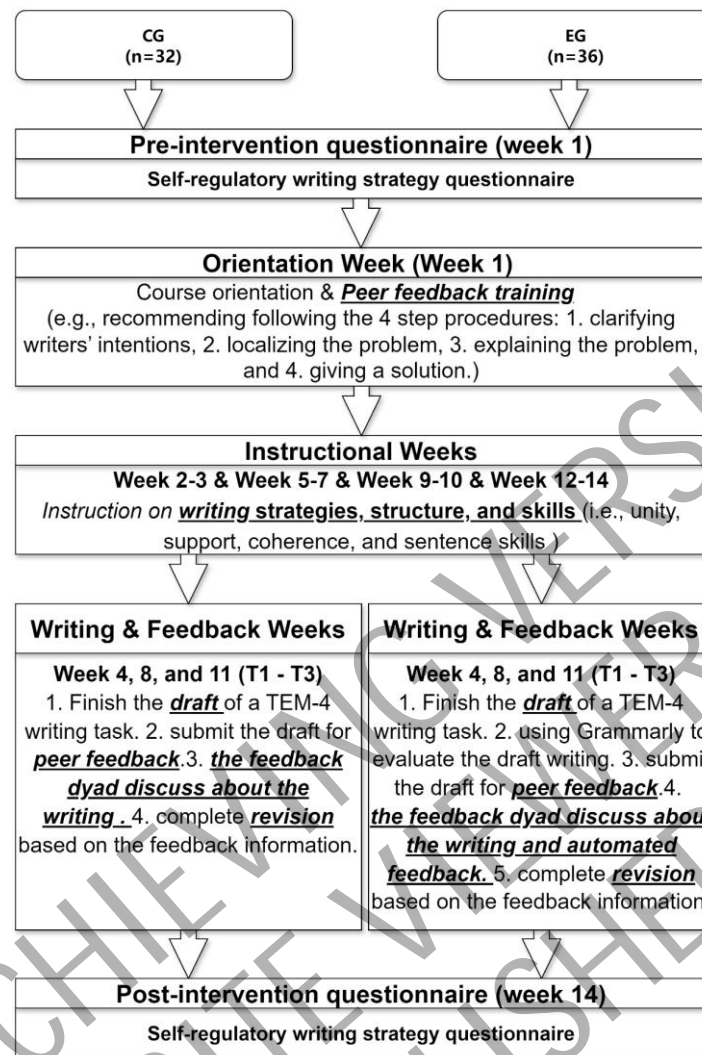 CG
(n=32)
EG
(n=36)
Pre-intervention questionnaire (week 1)
Self-regulatory writing strategy questionnaire
Orientation Week (Week 1)
Course orientation & Peer feedback training
(e.g., recommending following the 4 step procedures: 1. clarifying
writers' intentions, 2. localizing the problem, 3. explaining the problem,
and 4. giving a solution.)
Instructional Weeks
Week 2-3 & Week 5-7 & Week 9-10 & Week 12-14
Instruction on writing strategies, structure, and skills (i.e., unity,
support, coherence, and sentence skills )
Writing & Feedback Weeks
Week 4, 8, and 11 (T1 - T3)
1. Finish the draft of a TEM-4
writing task. 2. submit the draft for
peer feedback.3. the feedback
dyad discuss about the
writing . 4. complete revision
based on the feedback information.
Writing & Feedback Weeks
Week 4, 8, and 11 (T1 - T3)
1. Finish the draft of a TEM-4
writing task. 2. using Grammarly to
evaluate the draft writing. 3. submi
the draft for peer feedback.4.
the feedback dyad discuss abou
the writing and automated
feedback. 5. complete revision
based on the feedback information
Post-intervention questionnaire (week 14)
Self-regulatory writing strategy questionnaire